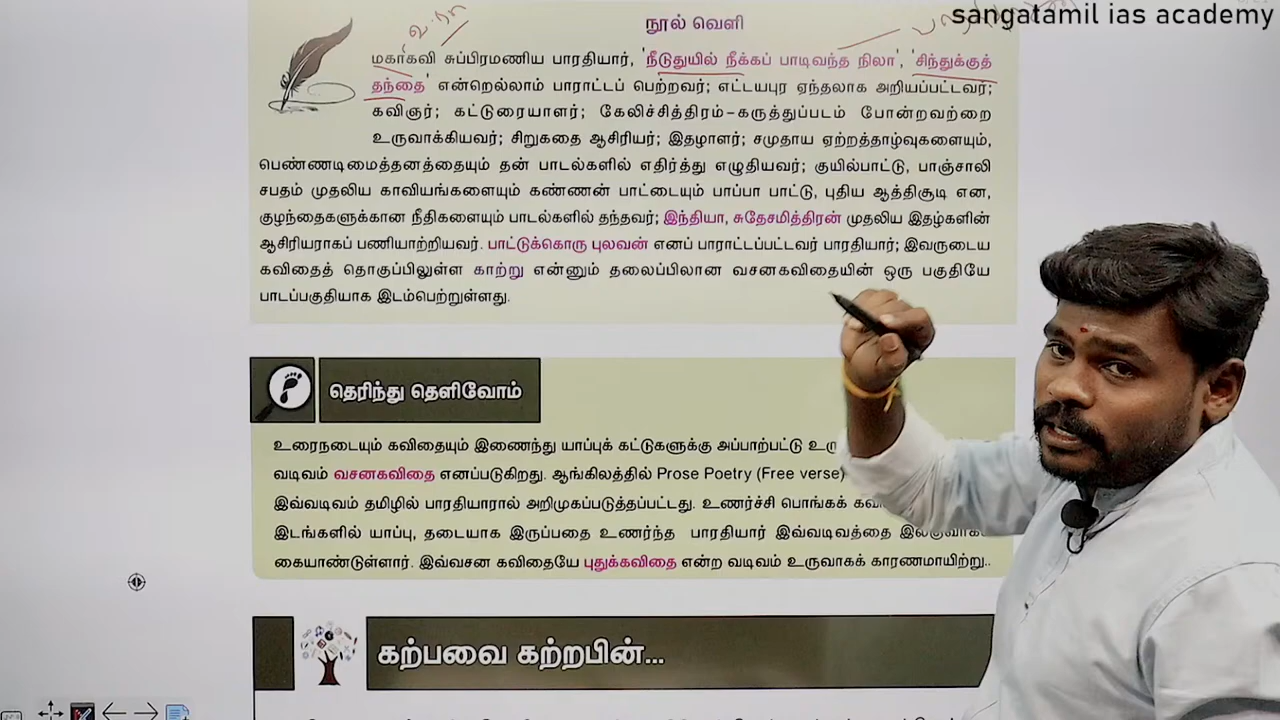 sangatamil ias academy
நூல் வெளி
மகாகவி சுப்பிரமணிய பாரதியார், 'நீடுதுயில் நீக்கப் பாடிவந்த நிலா', 'சிந்துக்குத்
தந்தை' என்றெல்லாம் பாராட்டப் பெற்றவர்; எட்டயபுர ஏந்தலாக அறியப்பட்டவர்;
கவிஞர்; கட்டுரையாளர்; கேலிச்சித்திரம்-கருத்துப்படம் போன்றவற்றை
உருவாக்கியவர்; சிறுகதை ஆசிரியர்; இதழாளர்; சமுதாய ஏற்றத்தாழ்வுகளையும்,
பெண்ணடிமைத்தனத்தையும் தன் பாடல்களில் எதிர்த்து எழுதியவர்; குயில்பாட்டு, பாஞ்சாலி
சபதம் முதலிய காவியங்களையும் கண்ணன் பாட்டையும் பாப்பா பாட்டு, புதிய ஆத்திசூடி என,
குழந்தைகளுக்கான நீதிகளையும் பாடல்களில் தந்தவர்; இந்தியா, சுதேசமித்திரன் முதலிய இதழ்களின்
ஆசிரியராகப் பணியாற்றியவர். பாட்டுக்கொரு புலவன் எனப் பாராட்டப்பட்டவர் பாரதியார்; இவருடைய
கவிதைத் தொகுப்பிலுள்ள காற்று என்னும் தலைப்பிலான வசனகவிதையின் ஒரு பகுதியே
பாடப்பகுதியாக இடம்பெற்றுள்ளது.
தெரிந்து தெளிவோம்
உரைநடையும் கவிதையும் இணைந்து யாப்புக் கட்டுகளுக்கு அப்பாற்பட்டு
வடிவம் வசனகவிதை எனப்படுகிறது. ஆங்கிலத்தில் Prose Poetry (Free verse)
இவ்வடிவம் தமிழில் பாரதியாரால் அறிமுகப்படுத்தப்பட்டது. உணர்ச்சி பொங்கக்
இடங்களில் யாப்பு, தடையாக இருப்பதை உணர்ந்த பாரதியார் இவ்வடிவத்தை
கையாண்டுள்ளார். இவ்வசன கவிதையே புதுக்கவிதை என்ற வடிவம் உருவாகக் காரணமாயிற்று..
கற்பவை கற்றபின்...